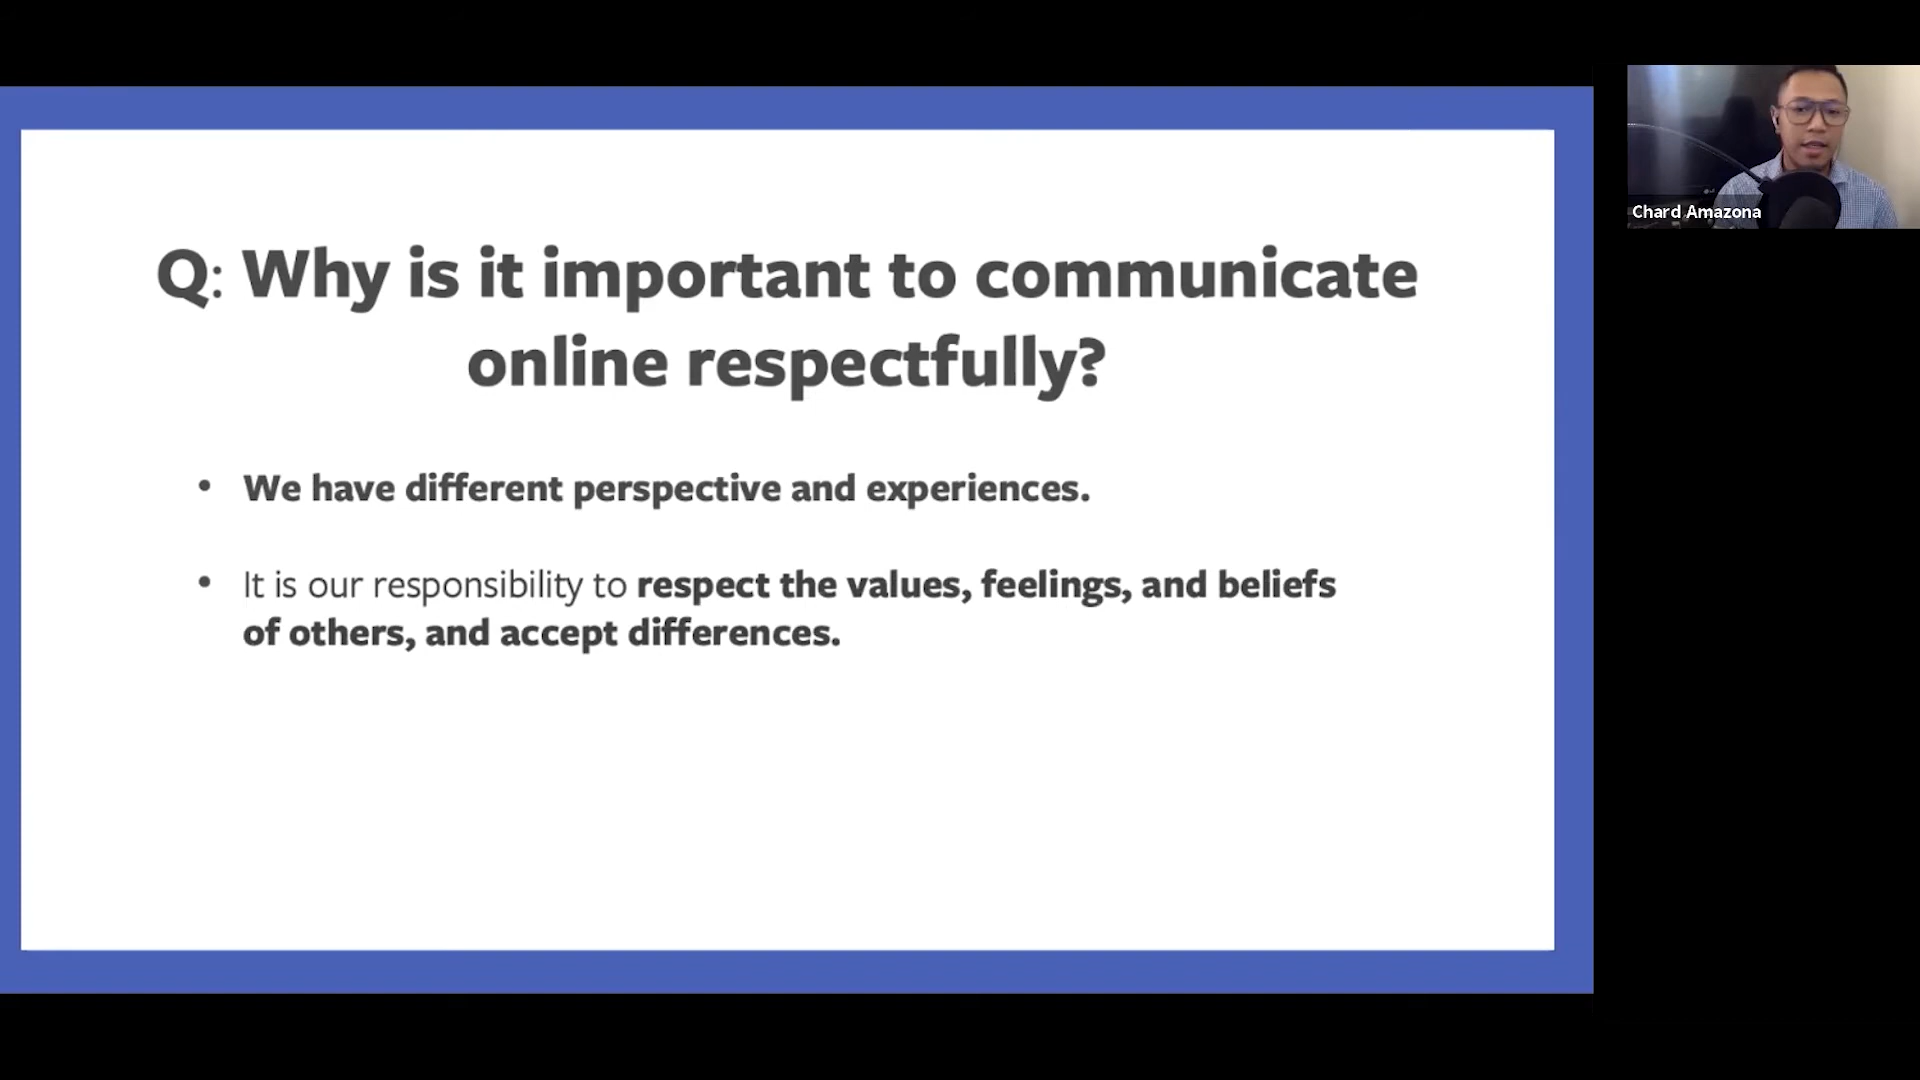 Q: Why is it important to communicate
online respectfully?
• We have different perspective and experiences.
• It is our responsibility to respect the values, feelings, and beliefs
of others, and accept differences.
Chard Amazona